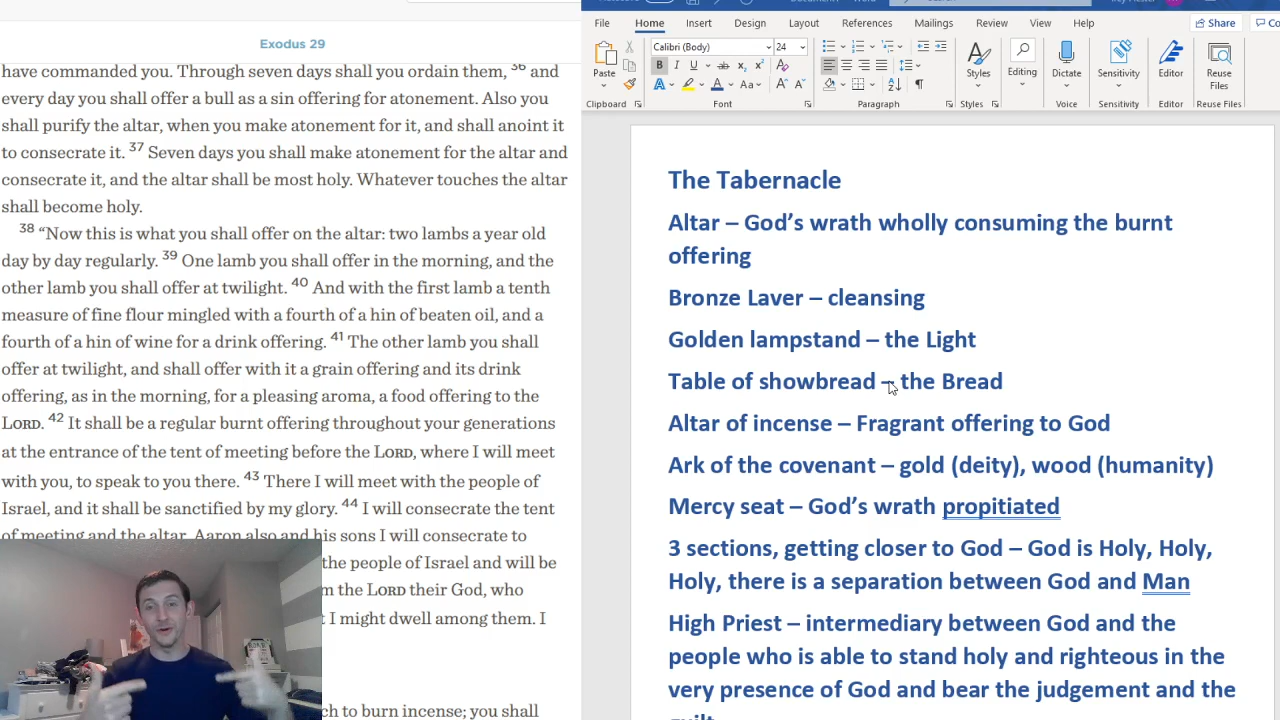 Exodus 29
have commanded you. Through seven days shall you ordain them, 36 and
every day you shall offer a bull as a sin offering for atonement. Also you
shall purify the altar, when you make atonement for it, and shall anoint it
to consecrate it. 37 Seven days you shall make atonement for the altar and
consecrate it, and the altar shall be most holy. Whatever touches the altar
shall become holy.
38 “Now this is what you shall offer on the altar: two lambs a year old
day by day regularly. 39 One lamb you shall offer in the morning, and the
other lamb you shall offer at twilight. 40 And with the first lamb a tenth
measure of fine flour mingled with a fourth of a hin of beaten oil, and a
fourth of a hin of wine for a drink offering. 41 The other lamb you shall
offer at twilight, and shall offer with it a grain offering and its drink
offering, as in the morning, for a pleasing aroma, a food offering to the
LORD. 42 It shall be a regular burnt offering throughout your generations
at the entrance of the tent of meeting before the LORD, where I will meet
with you, to speak to you there. 43 There I will meet with the people of
Israel, and it shall be sanctified by my glory. 44 I will consecrate the tent
of meeting and the altar. Aaron also and his sons I will consecrate to
the people of Israel and will be
the LORD their God, who
I might dwell among them. I
to burn incense; you shall
File Home Insert Design Layout References Mailings Review View Help Share
Calibri (Body) 24
Paste Styles Editing Dictate Sensitivity Editor Reuse
Files
Clipboard Font Paragraph Styles Voice Sensitivity Editor Reuse Files
The Tabernacle
Altar – God’s wrath wholly consuming the burnt
offering
Bronze Laver – cleansing
Golden lampstand – the Light
Table of showbread – the Bread
Altar of incense – Fragrant offering to God
Ark of the covenant – gold (deity), wood (humanity)
Mercy seat – God’s wrath propitiated
3 sections, getting closer to God – God is Holy, Holy,
Holy, there is a separation between God and Man
High Priest – intermediary between God and the
people who is able to stand holy and righteous in the
very presence of God and bear the judgement and the